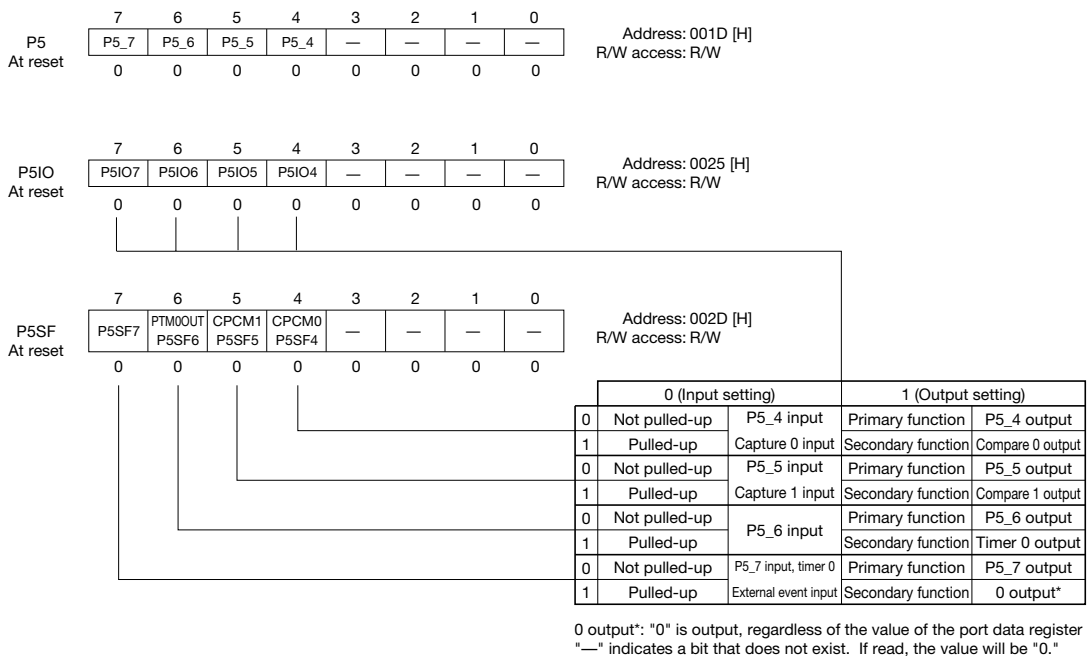 7 6 5 4 3 2 1 0
P5 P5_7 P5_6 P5_5 P5_4 — — — — Address: 001D [H]
At reset 0 0 0 0 0 0 0 0 R/W access: R/W
7 6 5 4 3 2 1 0
P5IO P5IO7 P5IO6 P5IO5 P5IO4 — — — — Address: 0025 [H]
At reset 0 0 0 0 0 0 0 0 R/W access: R/W
7 6 5 4 3 2 1 0
P5SF P5SF7 PTM0OUT P5SF6 CPCM1 P5SF5 CPCM0 P5SF4 — — — — Address: 002D [H]
At reset 0 0 0 0 0 0 0 0 R/W access: R/W
0 (Input setting) 1 (Output setting)
0 Not pulled-up P5_4 input Primary function P5_4 output
1 Pulled-up Capture 0 input Secondary function Compare 0 output
0 Not pulled-up P5_5 input Primary function P5_5 output
1 Pulled-up Capture 1 input Secondary function Compare 1 output
0 Not pulled-up P5_6 input Primary function P5_6 output
1 Pulled-up Secondary function Timer 0 output
0 Not pulled-up P5_7 input, timer 0 Primary function P5_7 output
1 Pulled-up External event input Secondary function 0 output*
0 output*: "0" is output, regardless of the value of the port data register
"—" indicates a bit that does not exist. If read, the value will be "0."